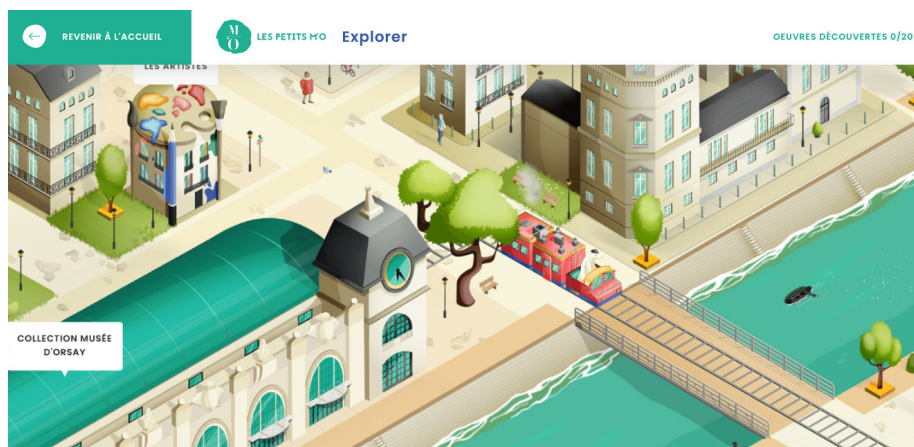 REVENIR À L'ACCUEIL
M'O
LES PETITS M'O
Explorer
OEUVRES DÉCOUVERTES 0/20
LES ARTISTES
COLLECTION MUSÉE
D'ORSAY